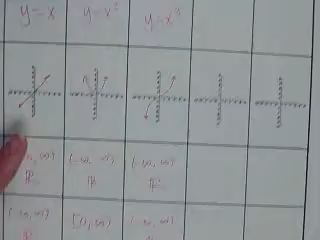 y=x y=x² y=x³
∞) (-∞, ∞) (-∞, ∞)
ℝ ℝ ℝ
(-∞, ∞) [0, ∞) (-∞, ∞)